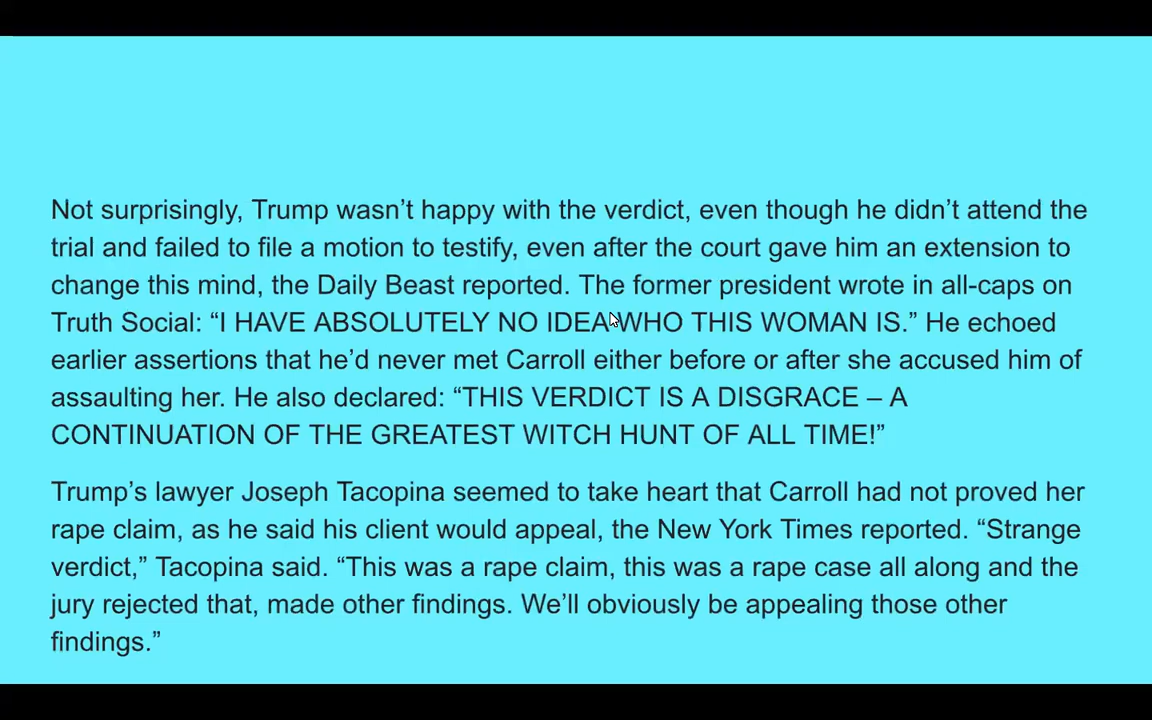 Not surprisingly, Trump wasn’t happy with the verdict, even though he didn’t attend the
trial and failed to file a motion to testify, even after the court gave him an extension to
change this mind, the Daily Beast reported. The former president wrote in all-caps on
Truth Social: “I HAVE ABSOLUTELY NO IDEA WHO THIS WOMAN IS.” He echoed
earlier assertions that he’d never met Carroll either before or after she accused him of
assaulting her. He also declared: “THIS VERDICT IS A DISGRACE – A
CONTINUATION OF THE GREATEST WITCH HUNT OF ALL TIME!”
Trump’s lawyer Joseph Tacopina seemed to take heart that Carroll had not proved her
rape claim, as he said his client would appeal, the New York Times reported. “Strange
verdict,” Tacopina said. “This was a rape claim, this was a rape case all along and the
jury rejected that, made other findings. We’ll obviously be appealing those other
findings.”